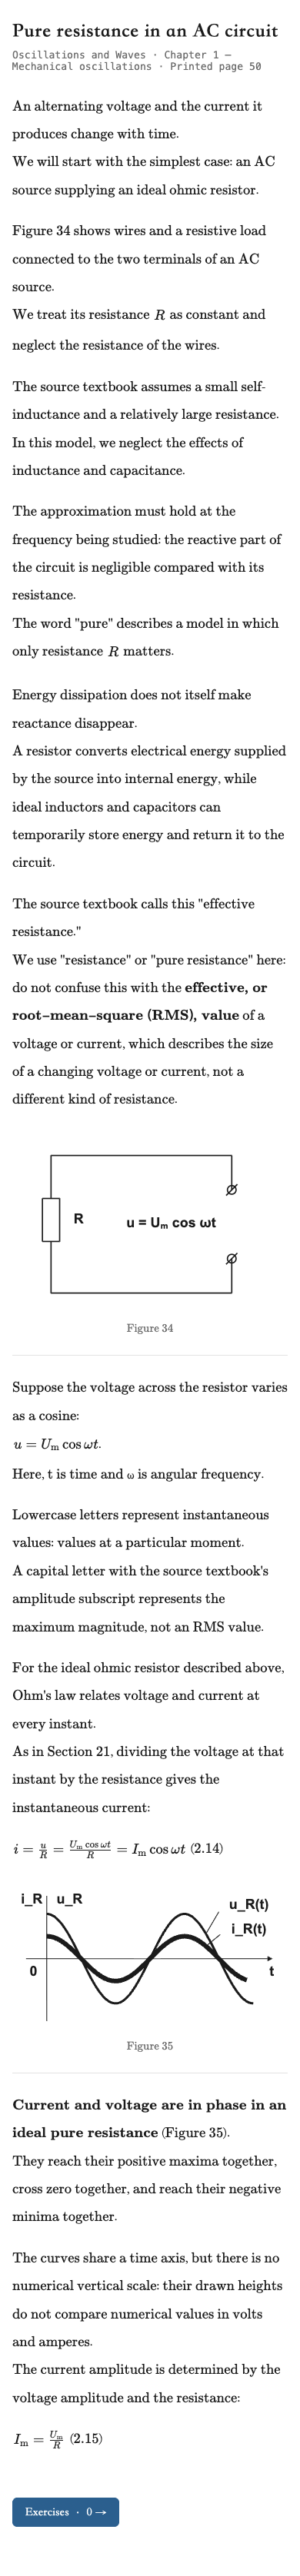 Pure resistance in an AC circuit
Oscillations and Waves · Chapter 1 —
Mechanical oscillations · Printed page 50
An alternating voltage and the current it
produces change with time.
We will start with the simplest case: an AC
source supplying an ideal ohmic resistor.
Figure 34 shows wires and a resistive load
connected to the two terminals of an AC
source.
We treat its resistance R as constant and
neglect the resistance of the wires.
The source textbook assumes a small self-
inductance and a relatively large resistance.
In this model, we neglect the effects of
inductance and capacitance.
The approximation must hold at the
frequency being studied: the reactive part of
the circuit is negligible compared with its
resistance.
The word "pure" describes a model in which
only resistance R matters.
Energy dissipation does not itself make
reactance disappear.
A resistor converts electrical energy supplied
by the source into internal energy, while
ideal inductors and capacitors can
temporarily store energy and return it to the
circuit.
The source textbook calls this "effective
resistance."
We use "resistance" or "pure resistance" here:
do not confuse this with the effective, or
root-mean-square (RMS), value of a
voltage or current, which describes the size
of a changing voltage or current, not a
different kind of resistance.
R
u = Uₘ cos ωt
Figure 34
Suppose the voltage across the resistor varies
as a cosine:
u = Uₘ cos ωt.
Here, t is time and ω is angular frequency.
Lowercase letters represent instantaneous
values: values at a particular moment.
A capital letter with the source textbook's
amplitude subscript represents the
maximum magnitude, not an RMS value.
For the ideal ohmic resistor described above,
Ohm's law relates voltage and current at
every instant.
As in Section 21, dividing the voltage at that
instant by the resistance gives the
instantaneous current:
i = u/R = Uₘ cos ωt/R = Iₘ cos ωt (2.14)
i_R u_R
u_R(t)
i_R(t)
0
t
Figure 35
Current and voltage are in phase in an
ideal pure resistance (Figure 35).
They reach their positive maxima together,
cross zero together, and reach their negative
minima together.
The curves share a time axis, but there is no
numerical vertical scale: their drawn heights
do not compare numerical values in volts
and amperes.
The current amplitude is determined by the
voltage amplitude and the resistance:
Iₘ = Uₘ/R (2.15)
Exercises · 0 →